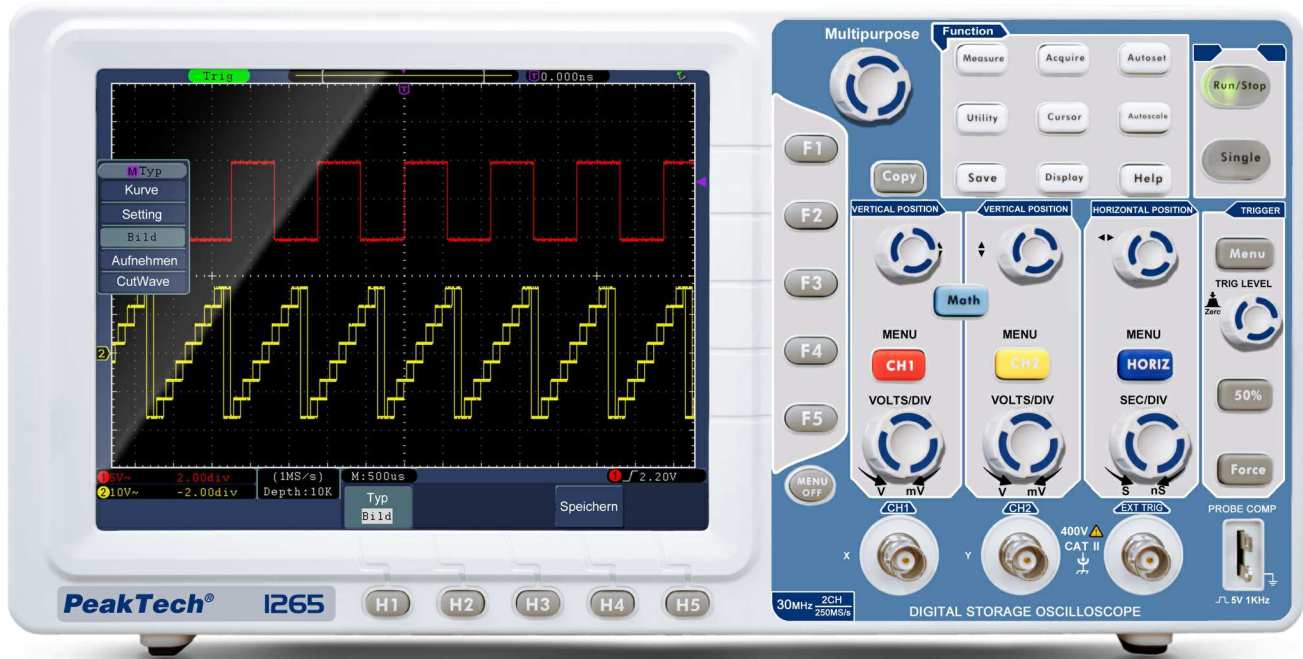 Multipurpose
Function
Measure
Acquire
Autoset
Utility
Cursor
Autoscale
Save
Display
Help
Run/Stop
Single
Copy
Trig
T 0.000ns
T
M Typ
Kurve
Setting
Bild
Aufnehmen
CutWave
2
1 5V~ 2.00div
2 10V~ -2.00div
(1MS/s)
Depth:10K
M:500us
1 2.20V
Typ
Bild
Speichern
F1
F2
F3
F4
F5
MENU
OFF
VERTICAL POSITION
VERTICAL POSITION
HORIZONTAL POSITION
TRIGGER
Menu
TRIG LEVEL
Zero
Math
MENU
MENU
MENU
CH1
CH2
HORIZ
50%
VOLTS/DIV
VOLTS/DIV
SEC/DIV
Force
V mV
V mV
S nS
CH1
CH2
EXT TRIG
PROBE COMP
X
Y
400V
CAT II
5V 1KHz
PeakTech® 1265
H1
H2
H3
H4
H5
30MHz 2CH
250MS/s
DIGITAL STORAGE OSCILLOSCOPE